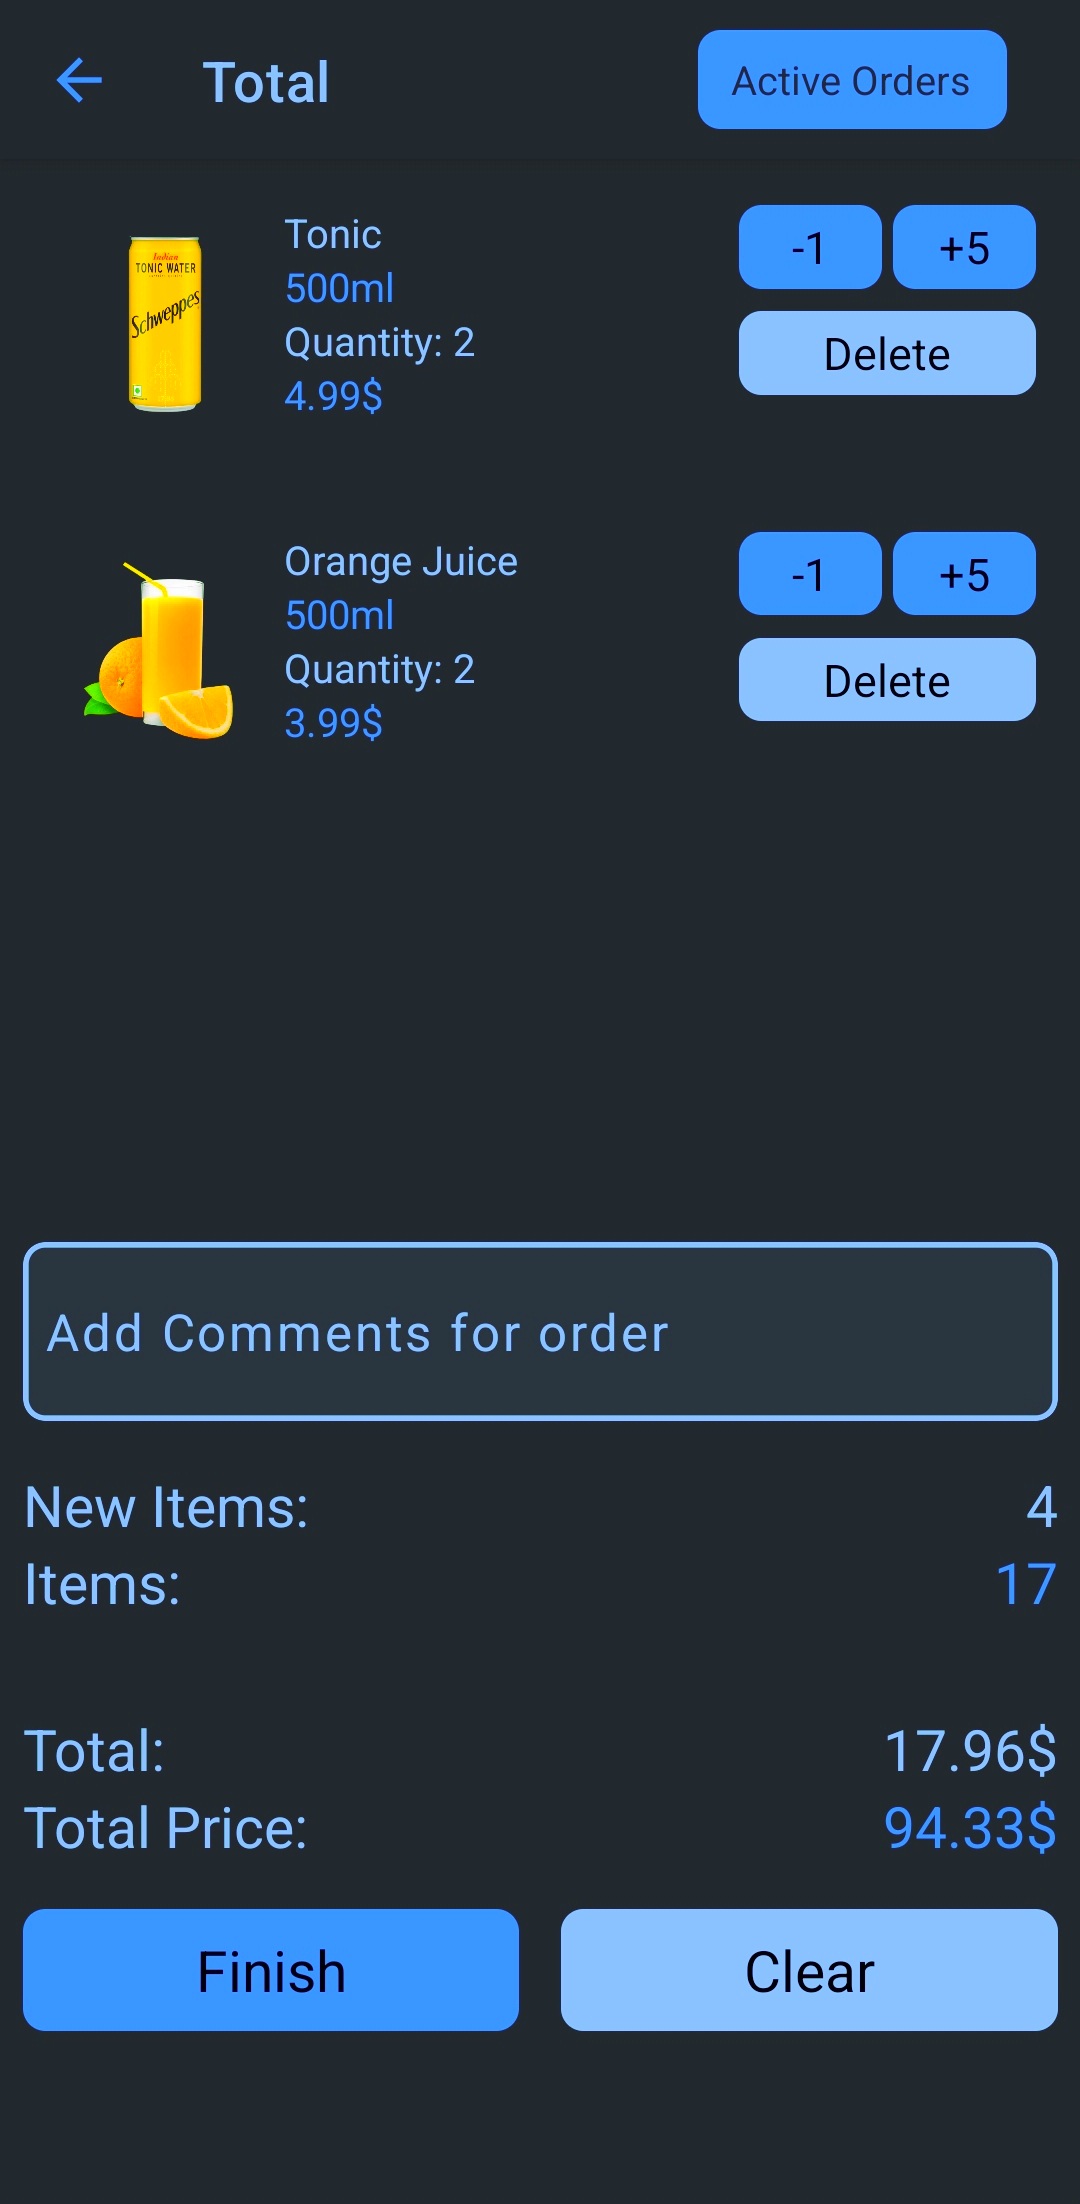 Total
Active Orders
Indian
TONIC WATER
Schweppes
Tonic
500ml
Quantity: 2
4.99$
-1
+5
Delete
Orange Juice
500ml
Quantity: 2
3.99$
-1
+5
Delete
Add Comments for order
New Items: 4
Items: 17
Total: 17.96$
Total Price: 94.33$
Finish
Clear